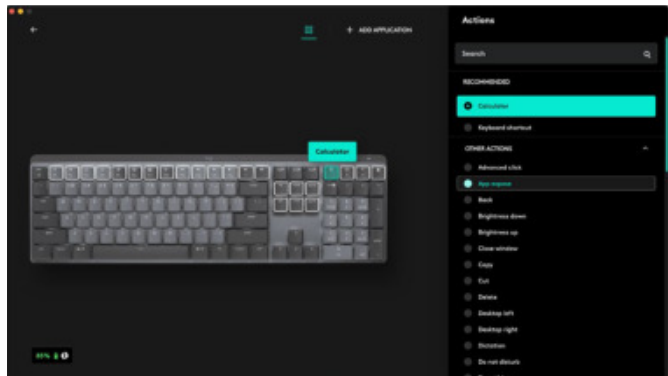 + ADD APPLICATION
Actions
Search
RECOMMENDED
Calculator
Keyboard shortcut
Calculator
OTHER ACTIONS
Advanced click
App expose
Back
Brightness down
Brightness up
Close window
Copy
Cut
Delete
Desktop left
Desktop right
Dictation
Do not disturb